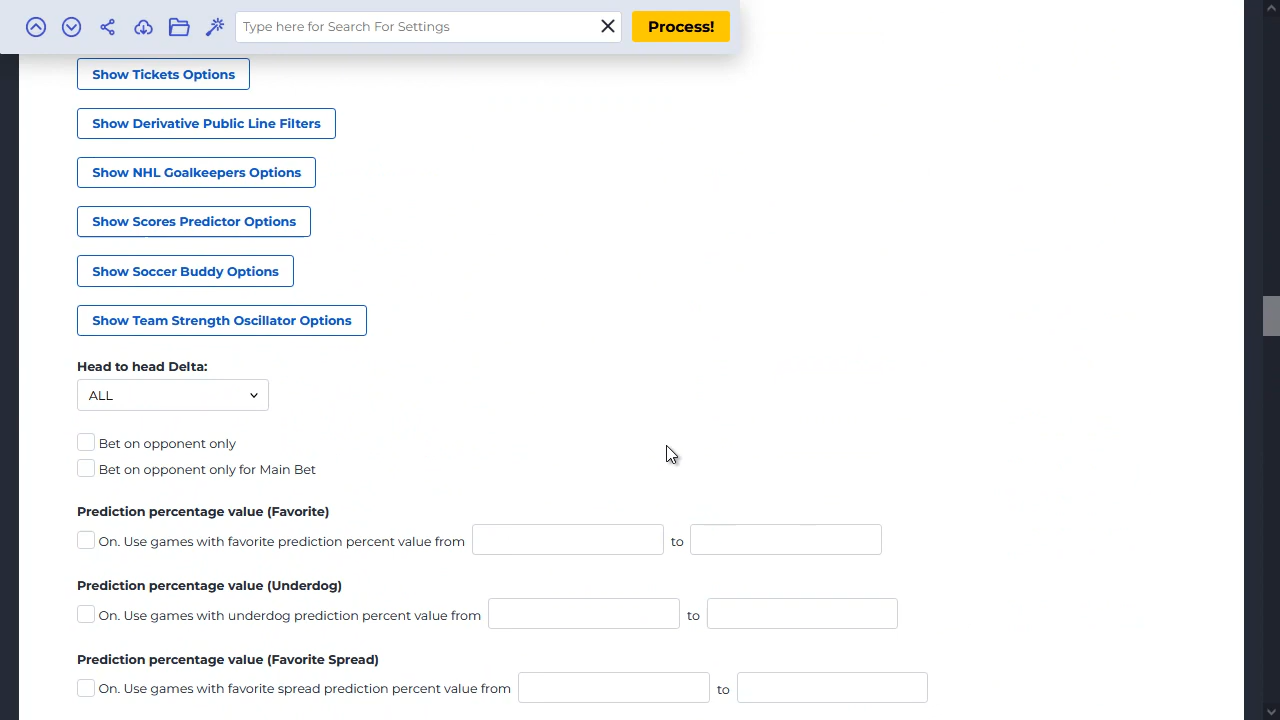 Type here for Search For Settings
Process!
Show Tickets Options
Show Derivative Public Line Filters
Show NHL Goalkeepers Options
Show Scores Predictor Options
Show Soccer Buddy Options
Show Team Strength Oscillator Options
Head to head Delta:
ALL
Bet on opponent only
Bet on opponent only for Main Bet
Prediction percentage value (Favorite)
On. Use games with favorite prediction percent value from to
Prediction percentage value (Underdog)
On. Use games with underdog prediction percent value from to
Prediction percentage value (Favorite Spread)
On. Use games with favorite spread prediction percent value from to